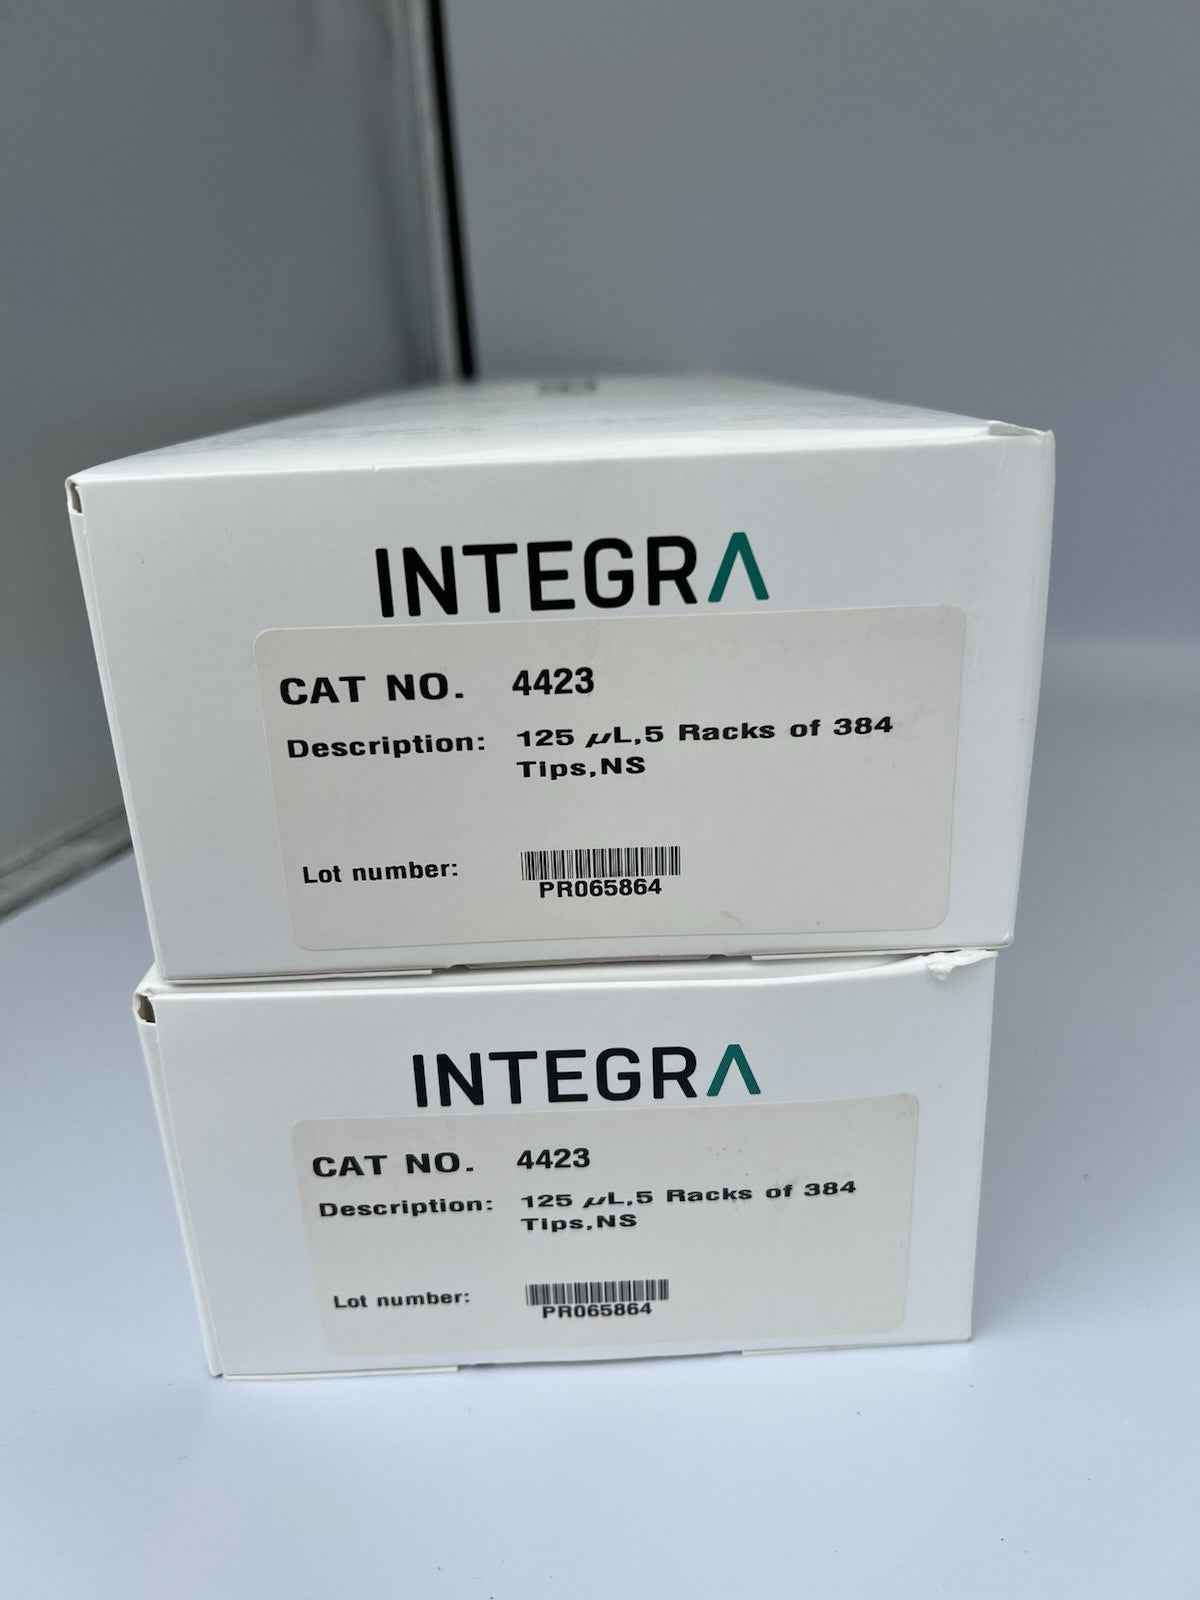 INTEGRA
CAT NO. 4423
Description: 125 µL,5 Racks of 384
Tips,NS
Lot number:
PR065864
INTEGRA
CAT NO. 4423
Description: 125 µL,5 Racks of 384
Tips,NS
Lot number:
PR065864